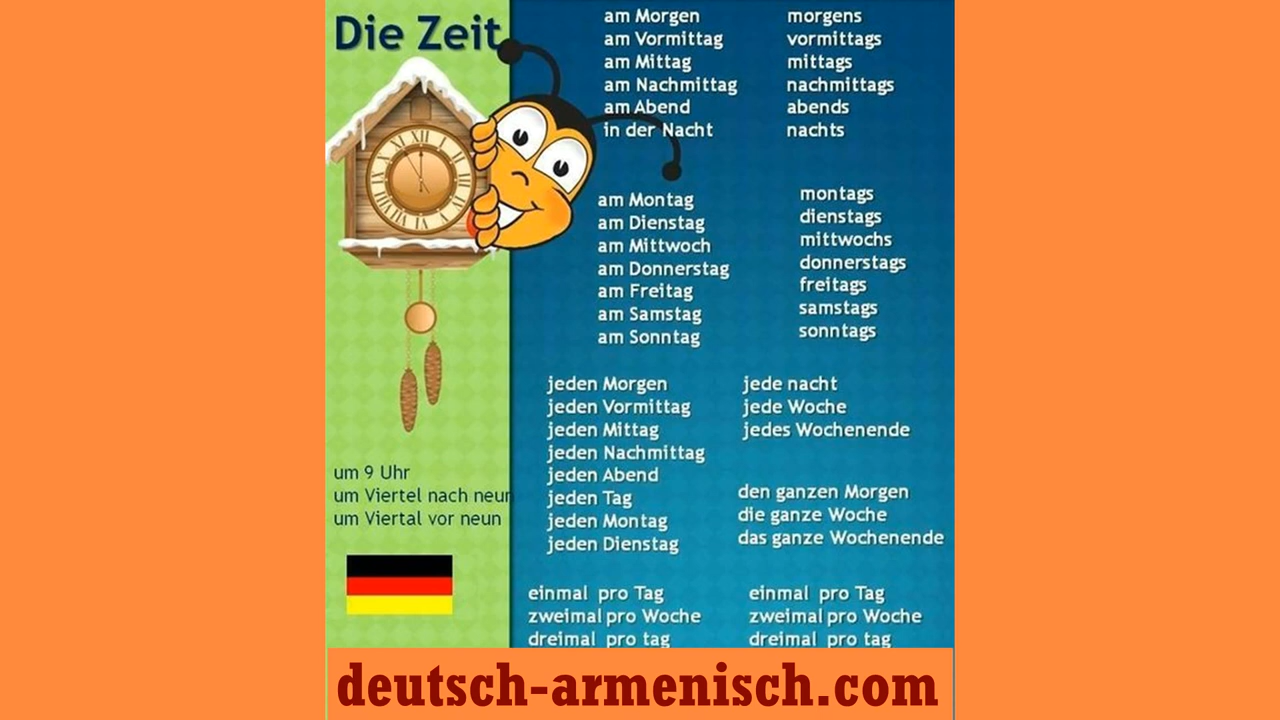 Die Zeit
am Morgen
am Vormittag
am Mittag
am Nachmittag
am Abend
in der Nacht
morgens
vormittags
mittags
nachmittags
abends
nachts
XII
am Montag
am Dienstag
am Mittwoch
am Donnerstag
am Freitag
am Samstag
am Sonntag
montags
dienstags
mittwochs
donnerstags
freitags
samstags
sonntags
jeden Morgen
jeden Vormittag
jeden Mittag
jeden Nachmittag
jeden Abend
jeden Tag
jeden Montag
jeden Dienstag
jede nacht
jede Woche
jedes Wochenende
um 9 Uhr
um Viertel nach neun
um Viertal vor neun
den ganzen Morgen
die ganze Woche
das ganze Wochenende
einmal pro Tag
zweimal pro Woche
dreimal pro tag
einmal pro Tag
zweimal pro Woche
dreimal pro tag
deutsch-armenisch.com